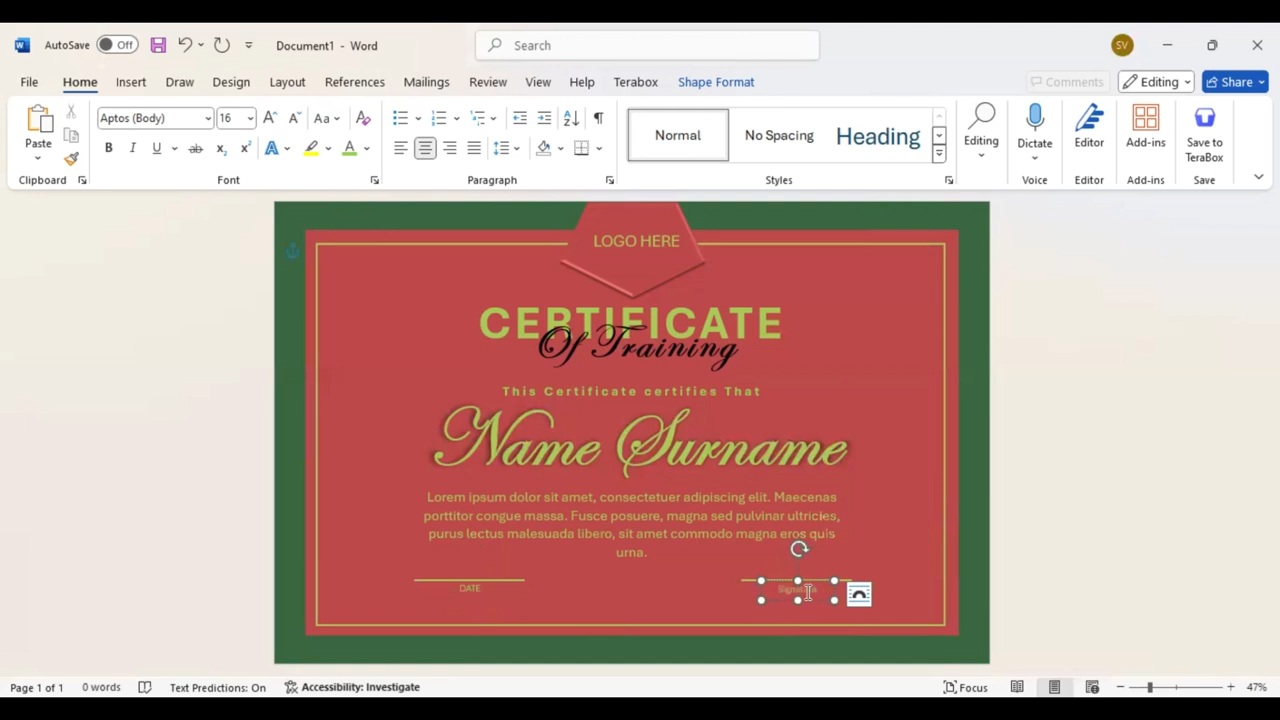 AutoSave Off Document1 - Word Search SV
File Home Insert Draw Design Layout References Mailings Review View Help Terabox Shape Format Comments Editing Share
Paste Aptos (Body) 16 Aa Normal No Spacing Heading Editing Dictate Editor Add-ins Save to TeraBox
Clipboard Font Paragraph Styles Voice Editor Add-ins Save
LOGO HERE
CERTIFICATE
Of Training
This Certificate certifies That
Name Surname
Lorem ipsum dolor sit amet, consectetuer adipiscing elit. Maecenas
porttitor congue massa. Fusce posuere, magna sed pulvinar ultricies,
purus lectus malesuada libero, sit amet commodo magna eros quis
urna.
DATE
Page 1 of 1 0 words Text Predictions: On Accessibility: Investigate Focus 47%